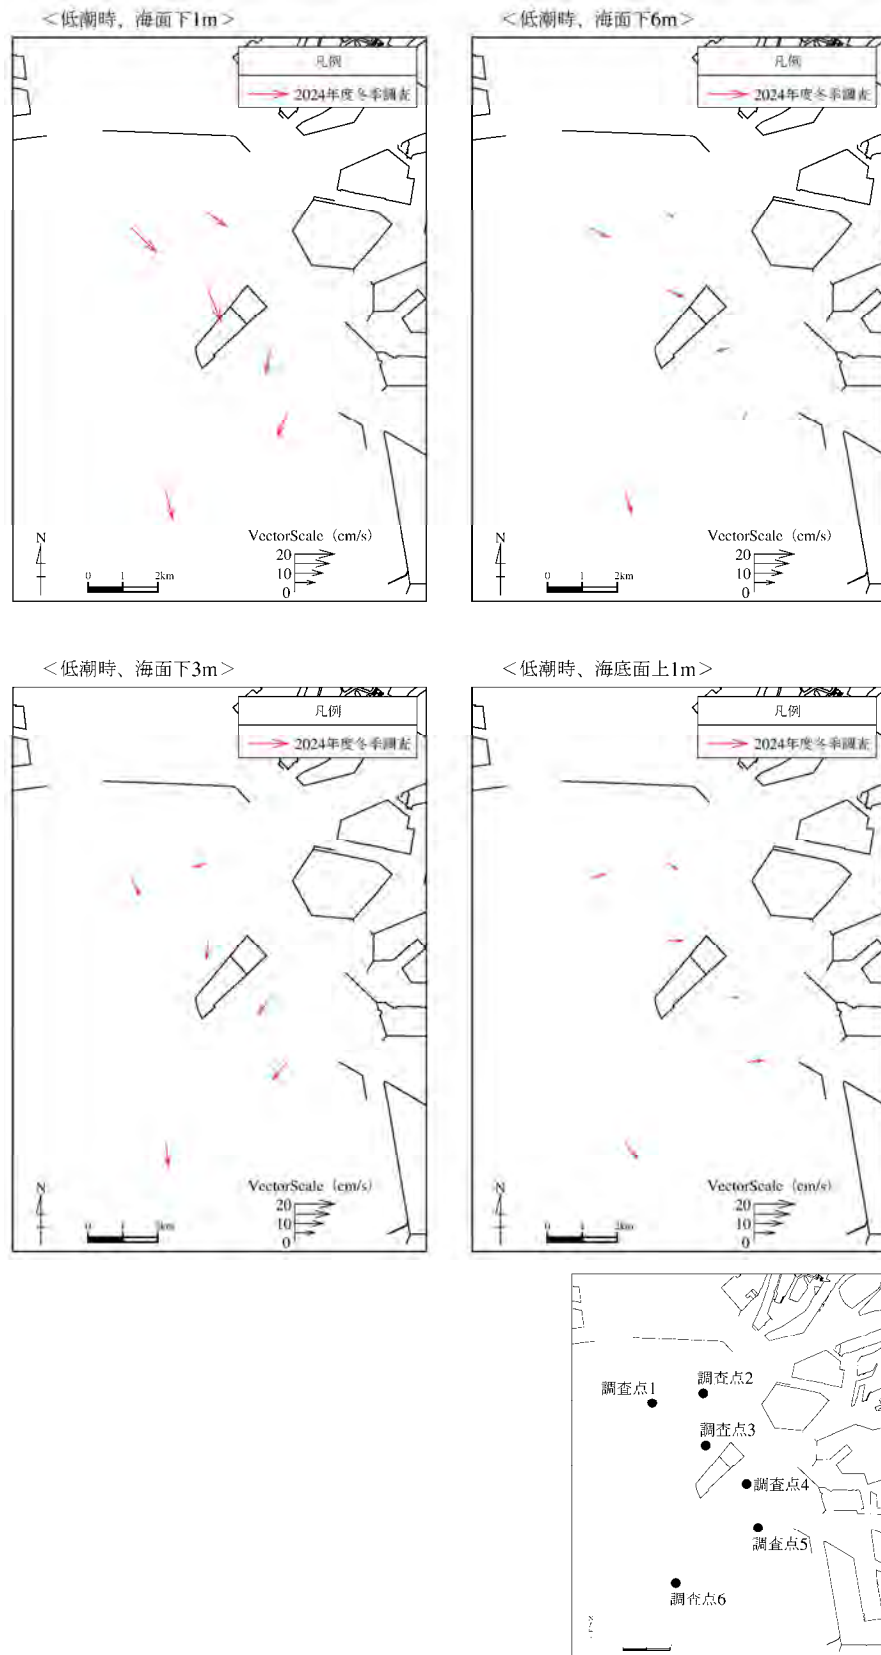 ＜低潮時、海面下1m＞
凡例
2024年度冬季調査
N
0 1 2km
VectorScale (cm/s)
20
10
0
＜低潮時、海面下6m＞
凡例
2024年度冬季調査
N
0 1 2km
VectorScale (cm/s)
20
10
0
＜低潮時、海面下3m＞
凡例
2024年度冬季調査
N
0 1 2km
VectorScale (cm/s)
20
10
0
＜低潮時、海底面上1m＞
凡例
2024年度冬季調査
N
0 1 2km
VectorScale (cm/s)
20
10
0
調査点1
調査点2
調査点3
調査点4
調査点5
調査点6